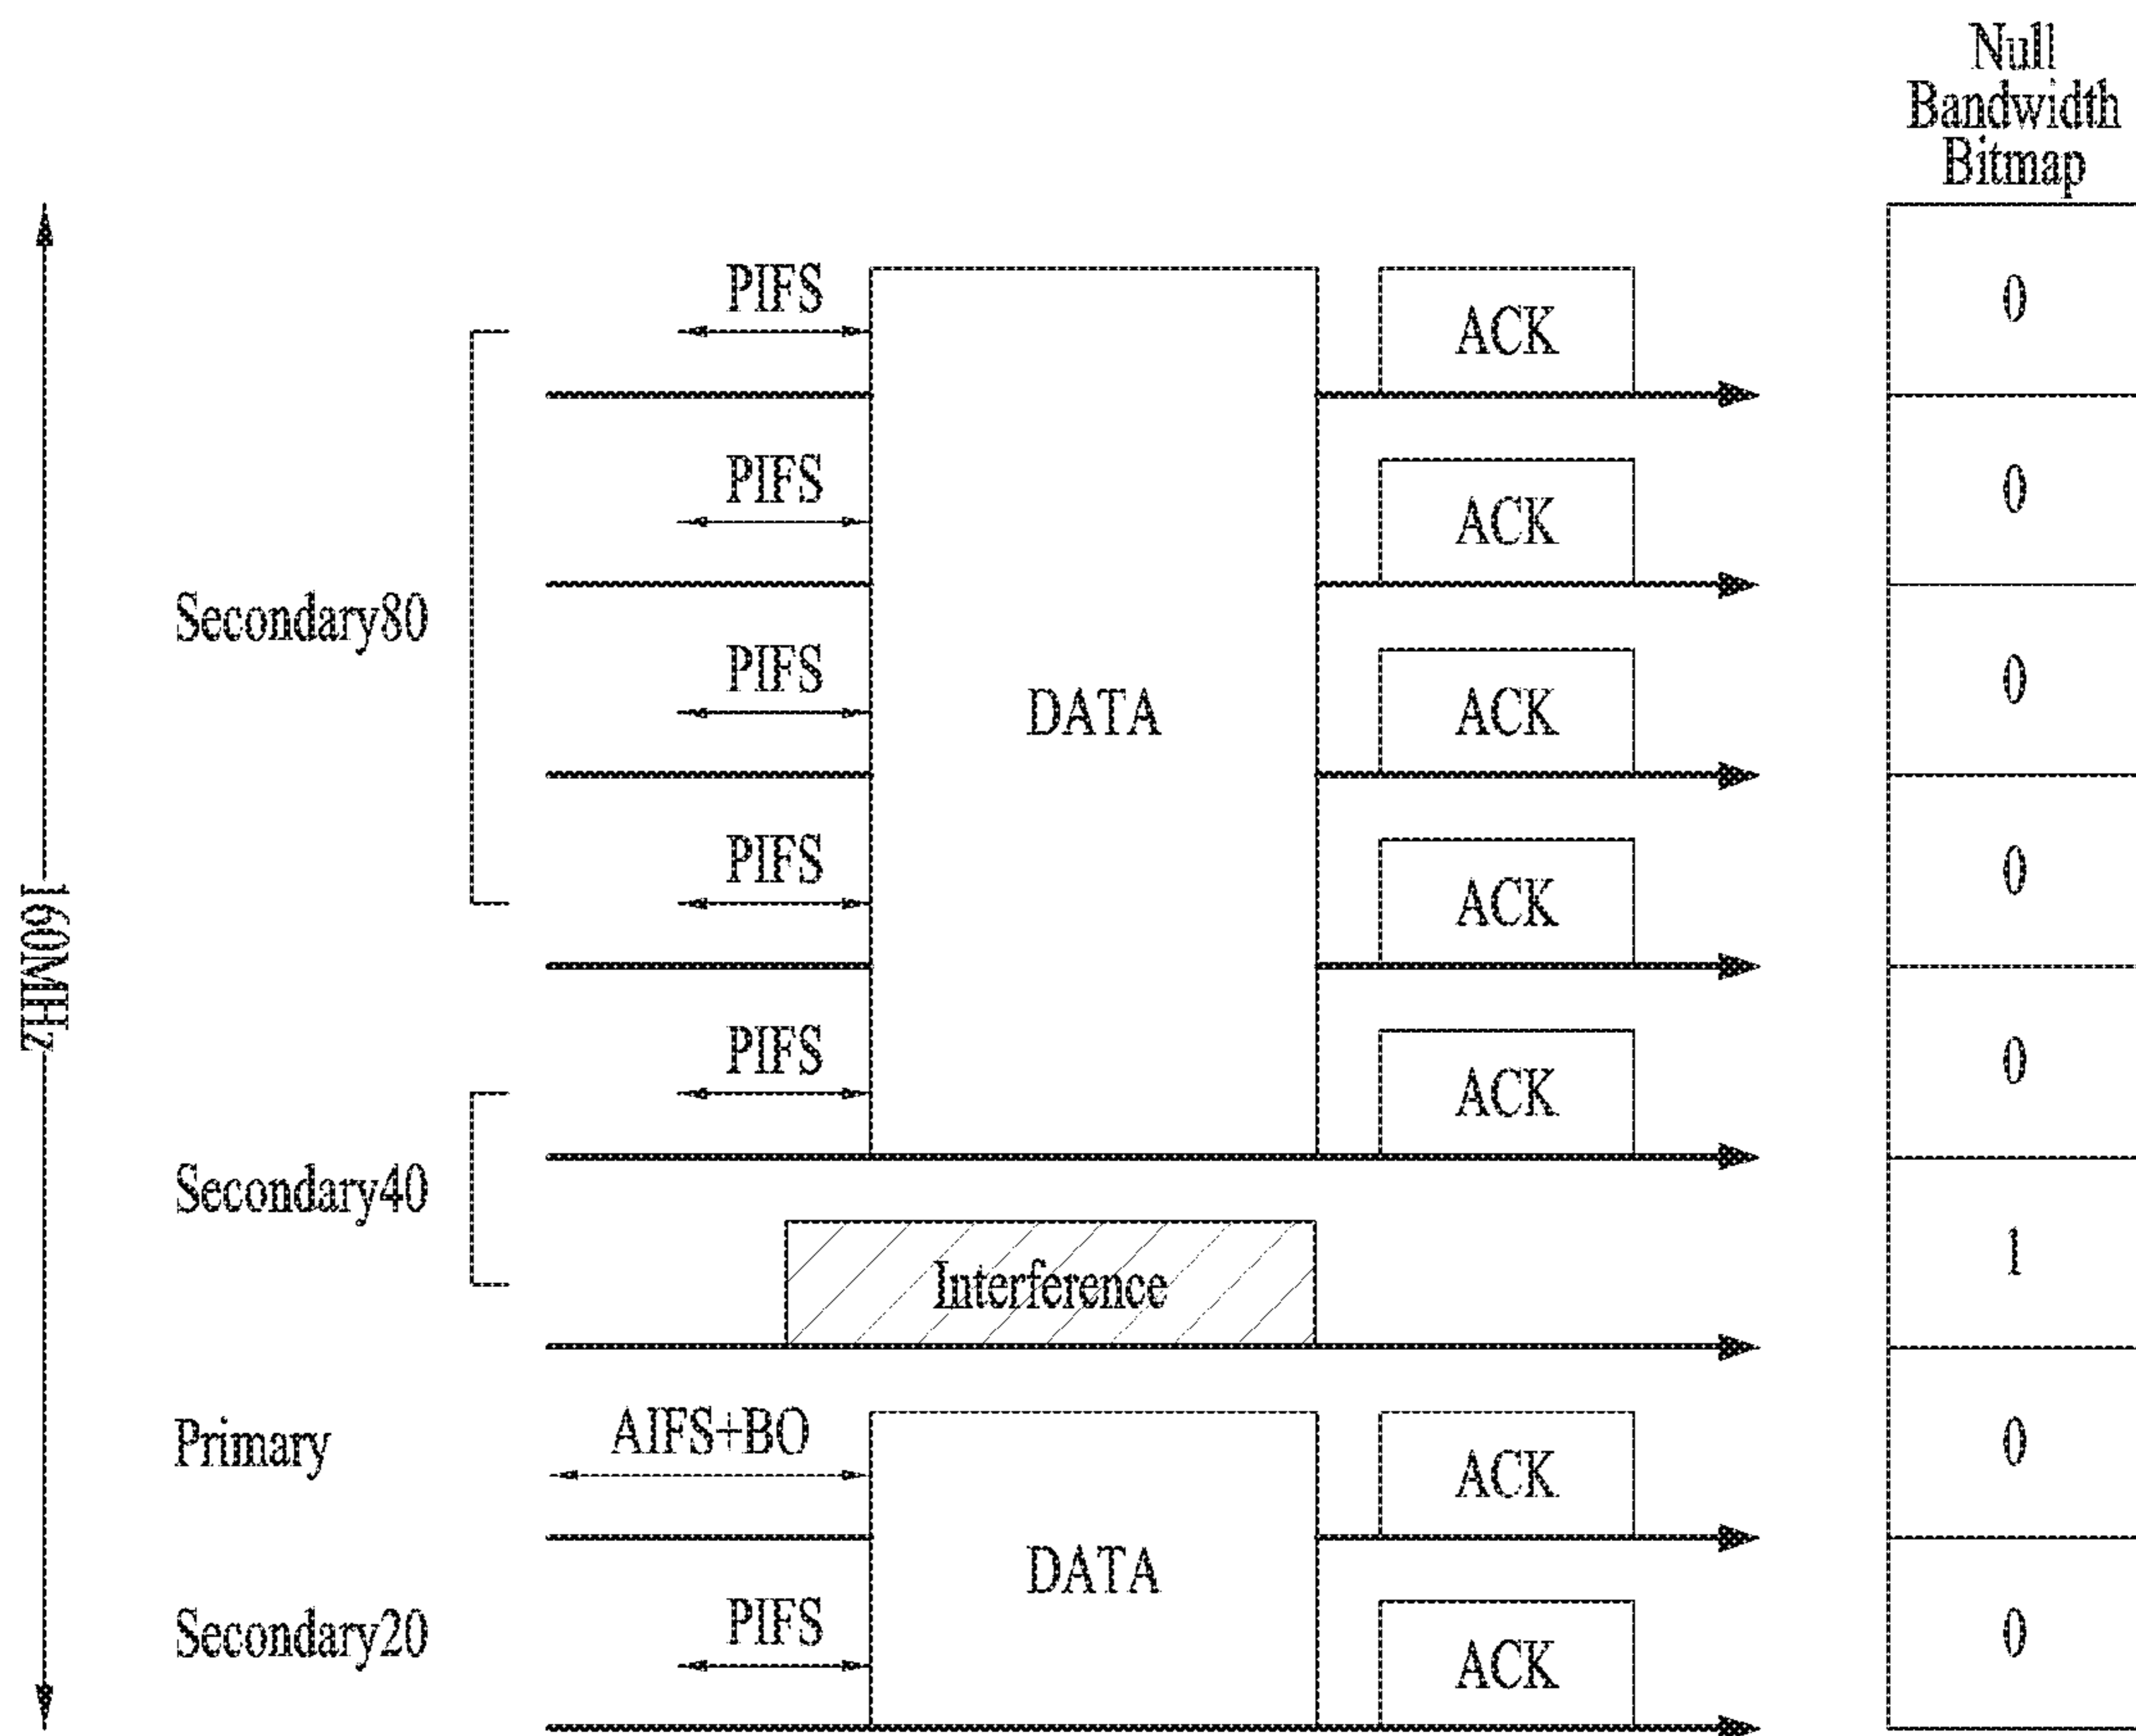 Null
Bandwidth
Bitmap
PIFS
ACK
0
PIFS
ACK
0
Secondary80
PIFS
DATA
ACK
0
PIFS
ACK
0
160MHz
PIFS
ACK
0
Secondary40
Interference
1
Primary
AIFS+BO
ACK
0
DATA
Secondary20
PIFS
ACK
0